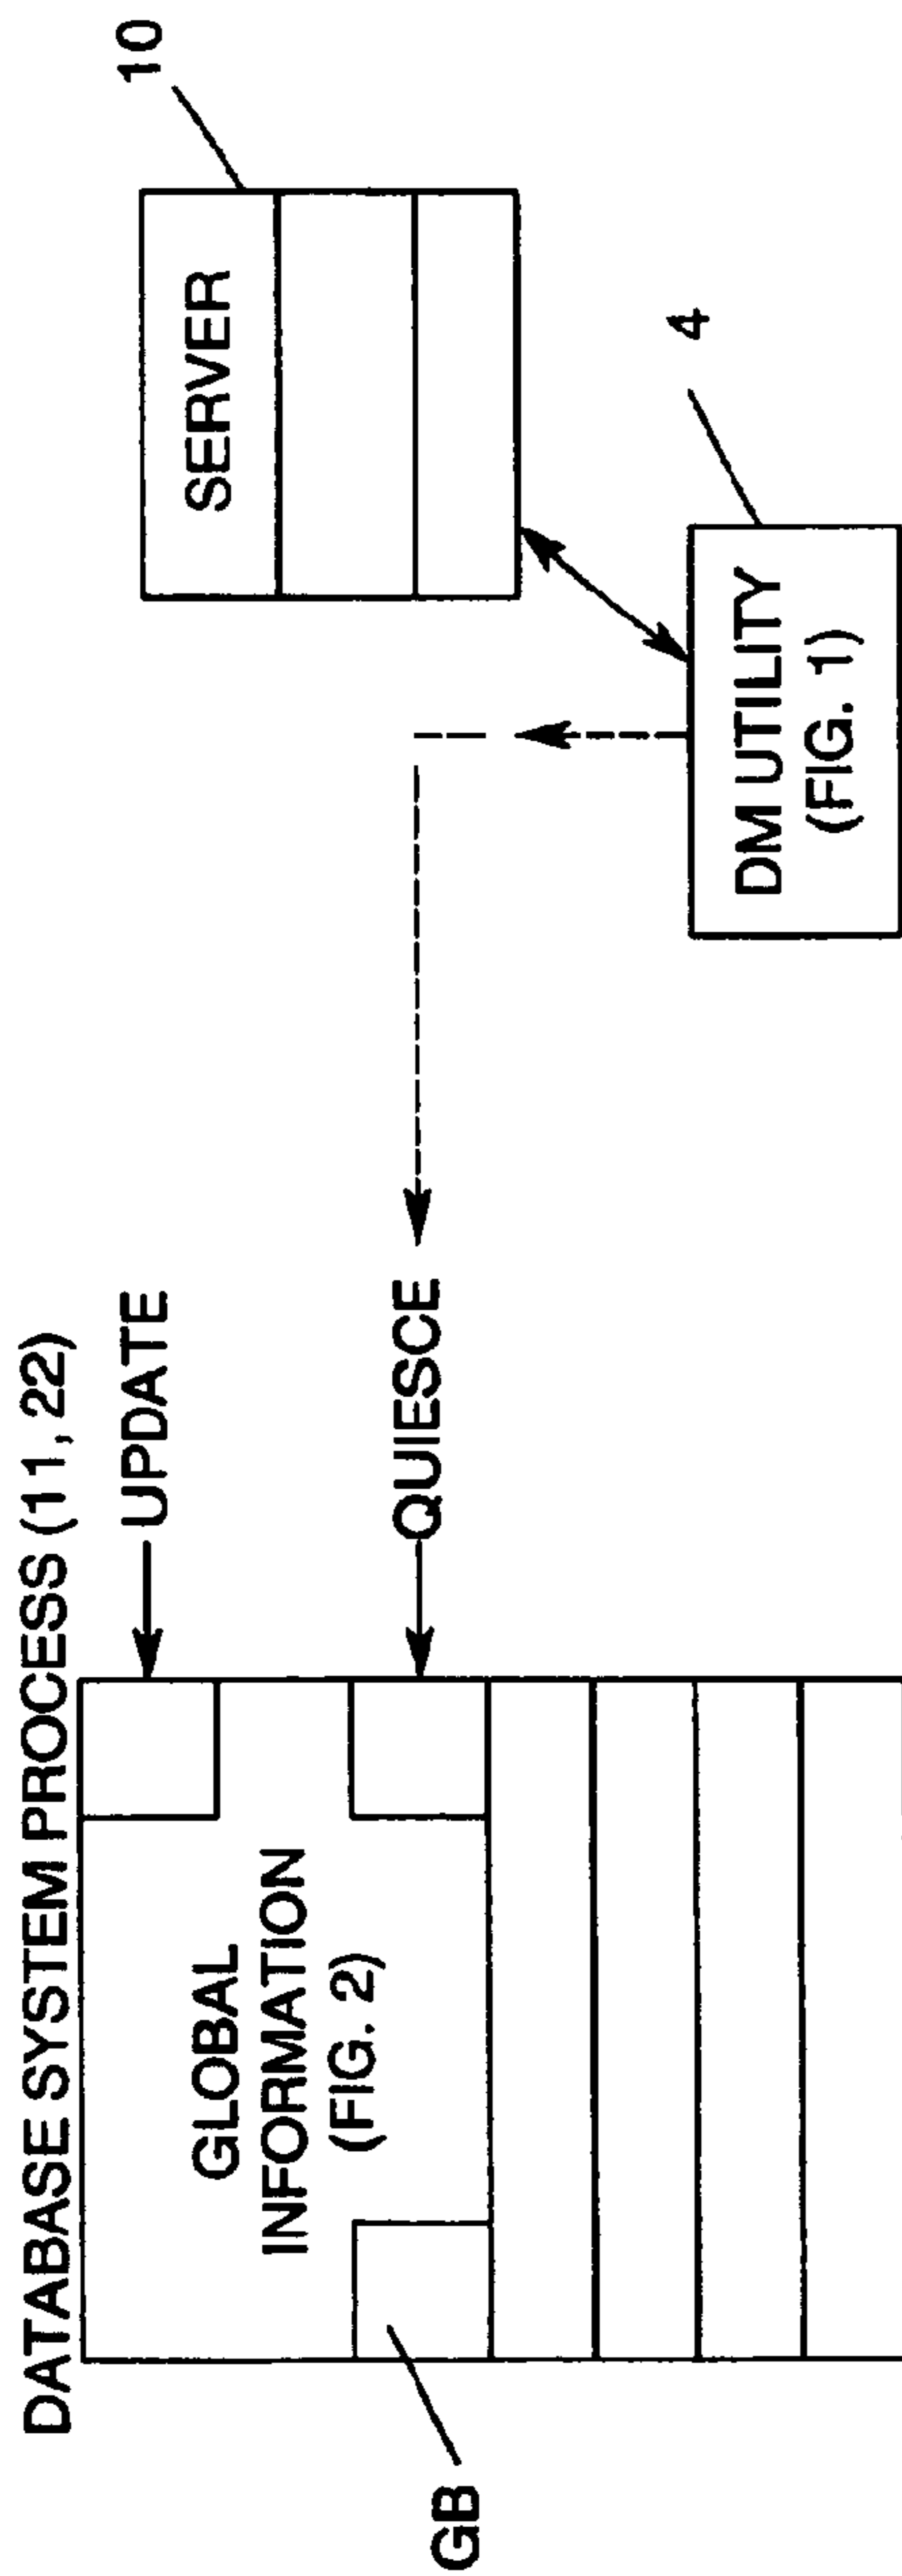 DATABASE SYSTEM PROCESS (11, 22)
UPDATE
GLOBAL
INFORMATION
(FIG. 2)
QUIESCE
GB
SERVER
10
DM UTILITY
(FIG. 1)
4